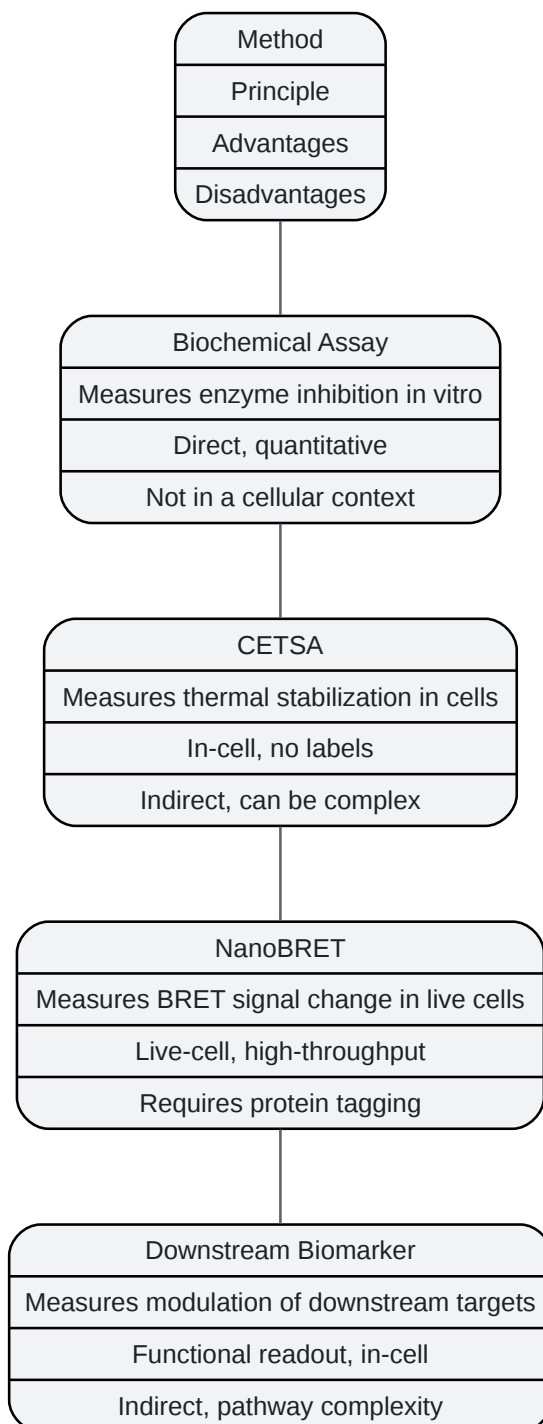 Method
Principle
Advantages
Disadvantages
Biochemical Assay
Measures enzyme inhibition in vitro
Direct, quantitative
Not in a cellular context
CETSA
Measures thermal stabilization in cells
In-cell, no labels
Indirect, can be complex
NanoBRET
Measures BRET signal change in live cells
Live-cell, high-throughput
Requires protein tagging
Downstream Biomarker
Measures modulation of downstream targets
Functional readout, in-cell
Indirect, pathway complexity